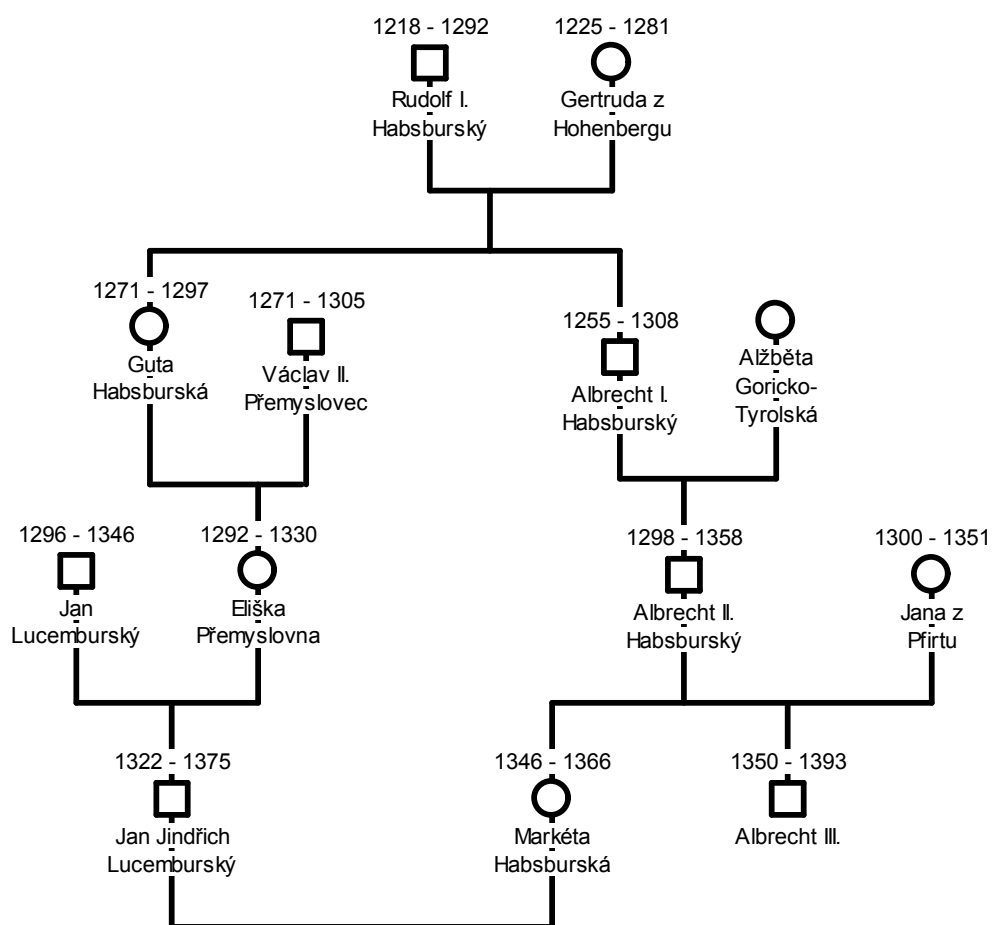 1218 - 1292
Rudolf I.
Habsburský
1225 - 1281
Gertruda z
Hohenbergu
1271 - 1297
Guta
Habsburská
1271 - 1305
Václav II.
Přemyslovec
1255 - 1308
Albrecht I.
Habsburský
Alžběta
Goricko-
Tyrolská
1296 - 1346
Jan
Lucemburský
1292 - 1330
Eliška
Přemyslovna
1298 - 1358
Albrecht II.
Habsburský
1300 - 1351
Jana z
Pfirtu
1322 - 1375
Jan Jindřich
Lucemburský
1346 - 1366
Markéta
Habsburská
1350 - 1393
Albrecht III.